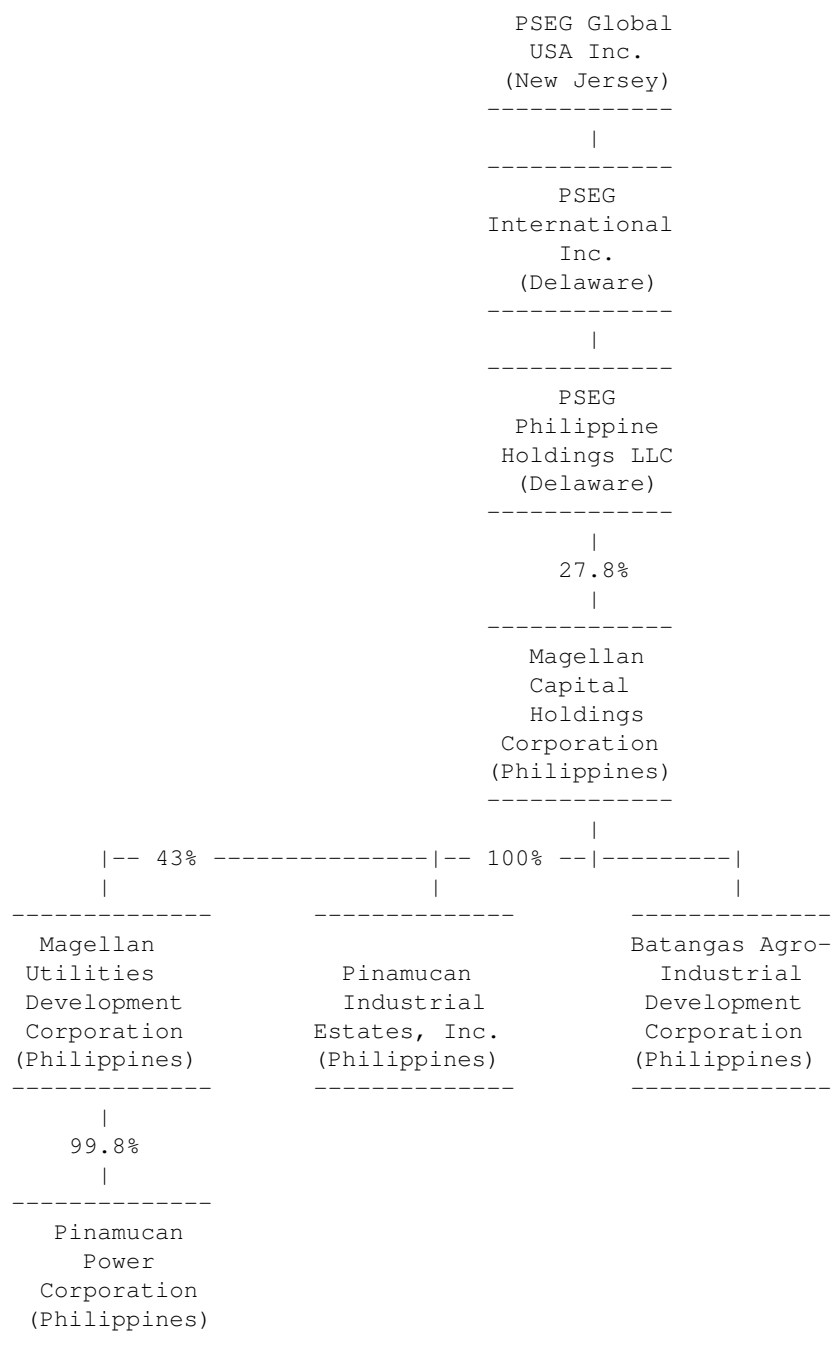 PSEG Global
USA Inc.
(New Jersey)
-------------
|
-------------
PSEG
International
Inc.
(Delaware)
-------------
|
-------------
PSEG
Philippine
Holdings LLC
(Delaware)
-------------
|
27.8%
|
-------------
Magellan
Capital
Holdings
Corporation
(Philippines)
-------------
|
|-- 43% ---------------|-- 100% --|---------|
| | |
-------------- -------------- --------------
Magellan Batangas Agro-
Utilities Pinamucan Industrial
Development Industrial Development
Corporation Estates, Inc. Corporation
(Philippines) (Philippines) (Philippines)
-------------- -------------- --------------
|
99.8%
|
--------------
Pinamucan
Power
Corporation
(Philippines)